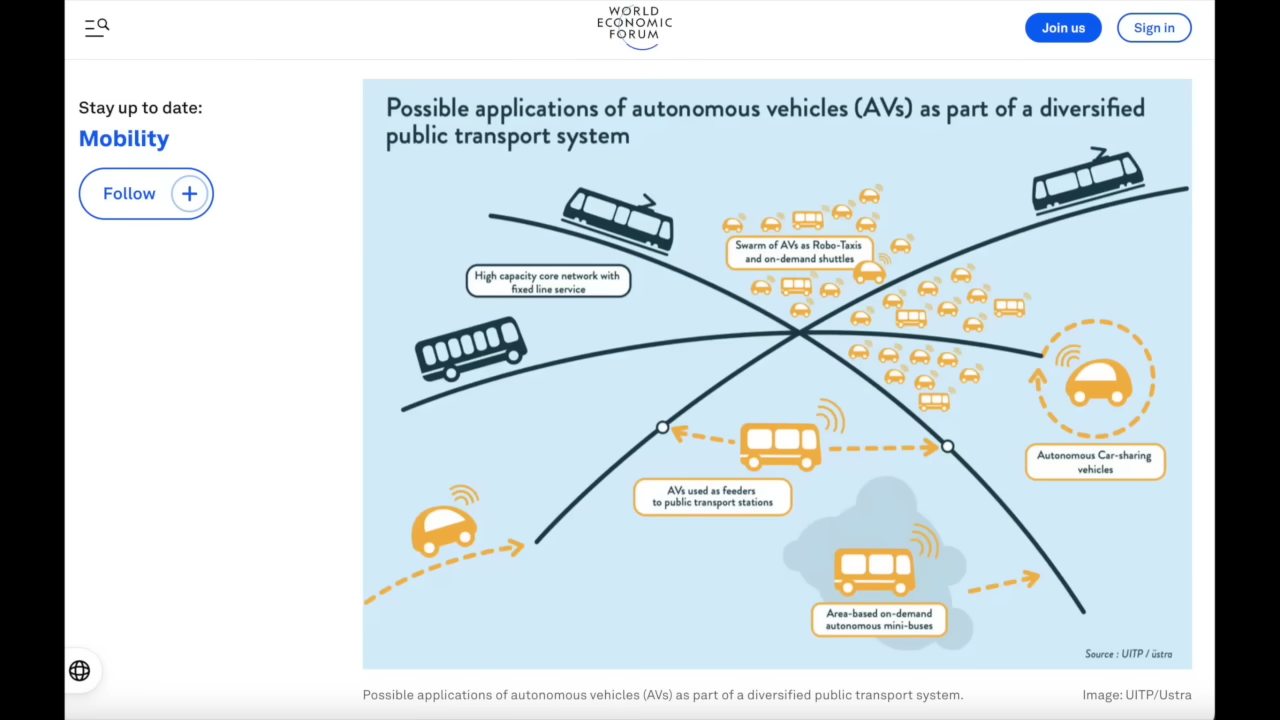 WORLD
ECONOMIC
FORUM
Join us
Sign in
Stay up to date:
Mobility
Follow
Possible applications of autonomous vehicles (AVs) as part of a diversified
public transport system
Swarm of AVs as Robo-Taxis
and on-demand shuttles
High capacity core network with
fixed line service
Autonomous Car-sharing
vehicles
AVs used as feeders
to public transport stations
Area-based on-demand
autonomous mini-buses
Source : UITP / üstra
Possible applications of autonomous vehicles (AVs) as part of a diversified public transport system.
Image: UITP/Ustra